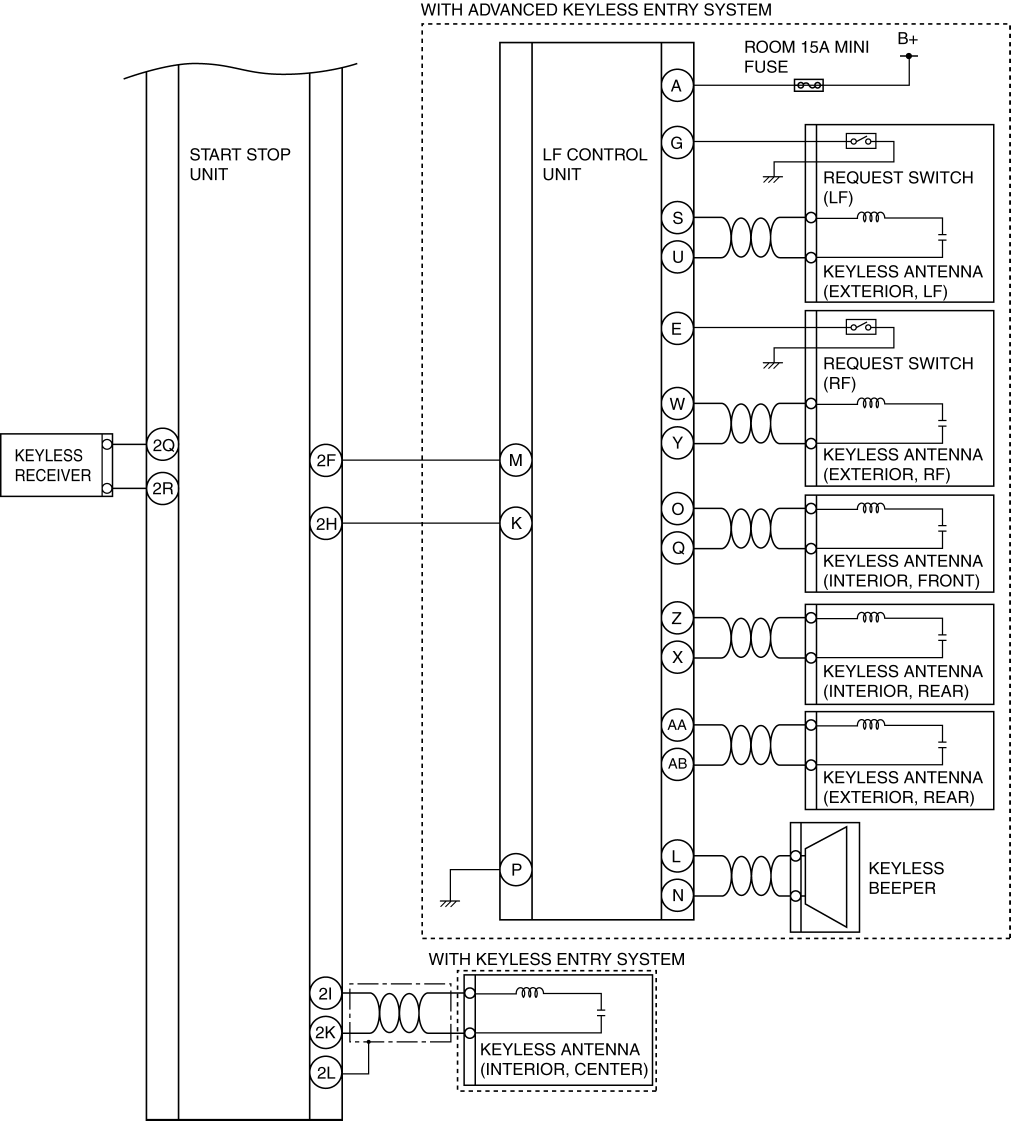 WITH ADVANCED KEYLESS ENTRY SYSTEM
ROOM 15A MINI
FUSE
B+
A
G
START STOP
UNIT
LF CONTROL
UNIT
REQUEST SWITCH
(LF)
S
U
KEYLESS ANTENNA
(EXTERIOR, LF)
E
REQUEST SWITCH
(RF)
W
Y
KEYLESS ANTENNA
(EXTERIOR, RF)
KEYLESS
RECEIVER
2Q
2R
2F
M
2H
K
O
Q
KEYLESS ANTENNA
(INTERIOR, FRONT)
Z
X
KEYLESS ANTENNA
(INTERIOR, REAR)
AA
AB
KEYLESS ANTENNA
(EXTERIOR, REAR)
P
L
N
KEYLESS
BEEPER
WITH KEYLESS ENTRY SYSTEM
2I
2K
2L
KEYLESS ANTENNA
(INTERIOR, CENTER)